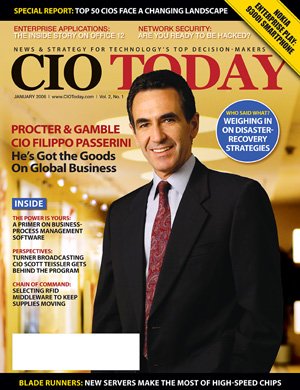 SPECIAL REPORT: TOP 50 CIOS FACE A CHANGING LANDSCAPE
NOKIA
ENTERPRISE PLAY:
9300i SMARTPHONE
ENTERPRISE APPLICATIONS:
THE INSIDE STORY ON OFFICE 12
NETWORK SECURITY:
ARE YOU READY TO BE HACKED?
NEWS & STRATEGY FOR TECHNOLOGY'S TOP DECISION-MAKERS
CIO TODAY
JANUARY 2006 | www.CIOToday.com | Vol. 2, No. 1
PROCTER & GAMBLE
CIO FILIPPO PASSERINI
He's Got the Goods
On Global Business
WHO SAID WHAT?
WEIGHING IN
ON DISASTER-
RECOVERY
STRATEGIES
INSIDE
THE POWER IS YOURS:
A PRIMER ON BUSINESS-
PROCESS MANAGEMENT
SOFTWARE
PERSPECTIVES:
TURNER BROADCASTING
CIO SCOTT TEISSLER GETS
BEHIND THE PROGRAM
CHAIN OF COMMAND:
SELECTING RFID
MIDDLEWARE TO KEEP
SUPPLIES MOVING
BLADE RUNNERS: NEW SERVERS MAKE THE MOST OF HIGH-SPEED CHIPS